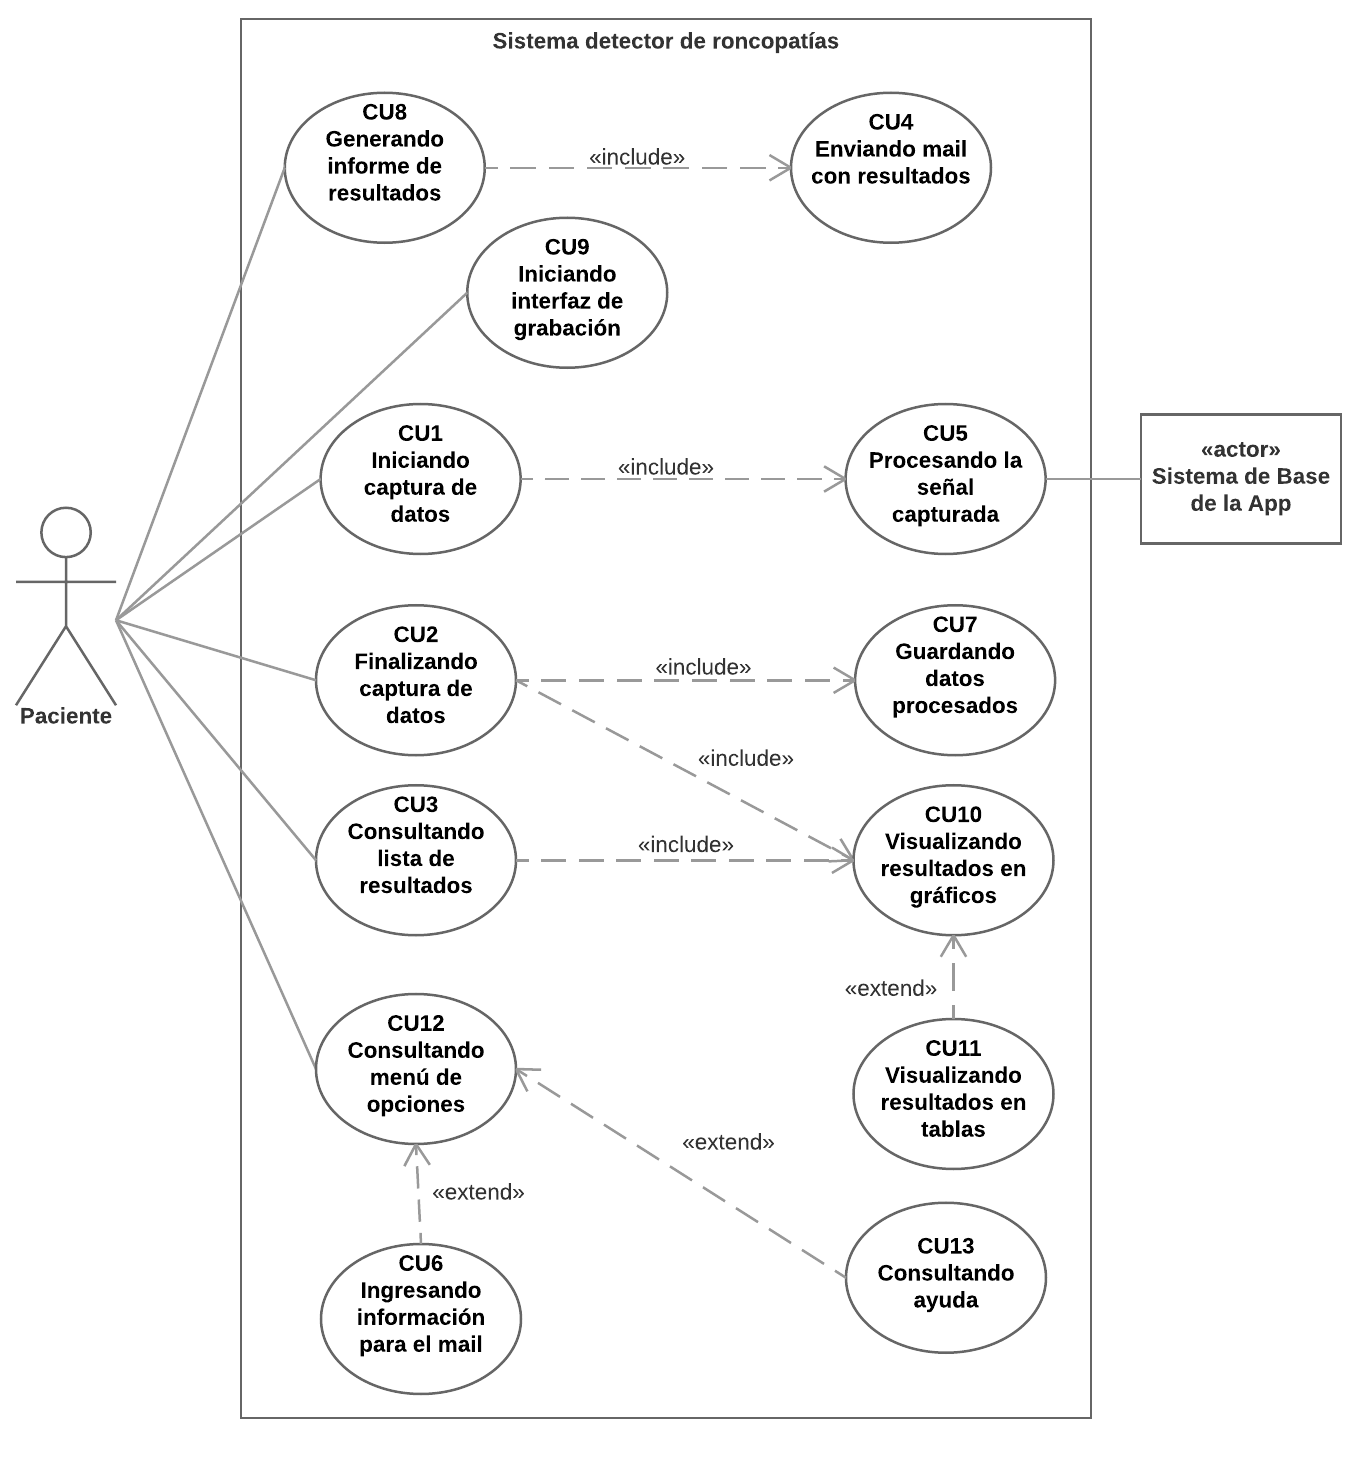 Sistema detector de roncopatías
CU8
Generando
informe de
resultados
«include»
CU4
Enviando mail
con resultados
CU9
Iniciando
interfaz de
grabación
CU1
Iniciando
captura de
datos
«include»
CU5
Procesando la
señal
capturada
«actor»
Sistema de Base
de la App
Paciente
CU2
Finalizando
captura de
datos
«include»
CU7
Guardando
datos
procesados
«include»
CU3
Consultando
lista de
resultados
«include»
CU10
Visualizando
resultados en
gráficos
«extend»
CU12
Consultando
menú de
opciones
CU11
Visualizando
resultados en
tablas
«extend»
«extend»
CU6
Ingresando
información
para el mail
CU13
Consultando
ayuda